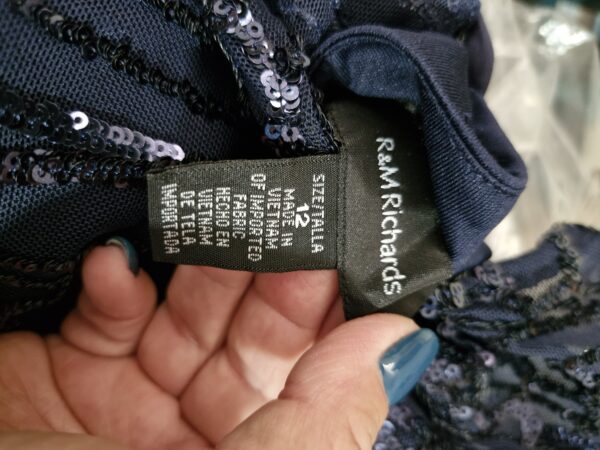 R&M Richards
SIZE/TALLA
12
MADE IN
VIETNAM
OF IMPORTED
FABRIC
HECHO EN
VIETNAM
DE TELA
IMPORTADA